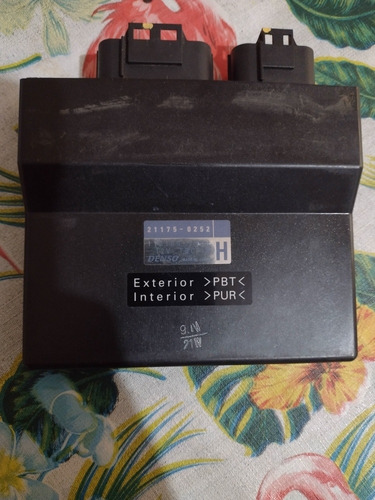 21175-0252
H
DENSO
Exterior >PBT<
Interior >PUR<